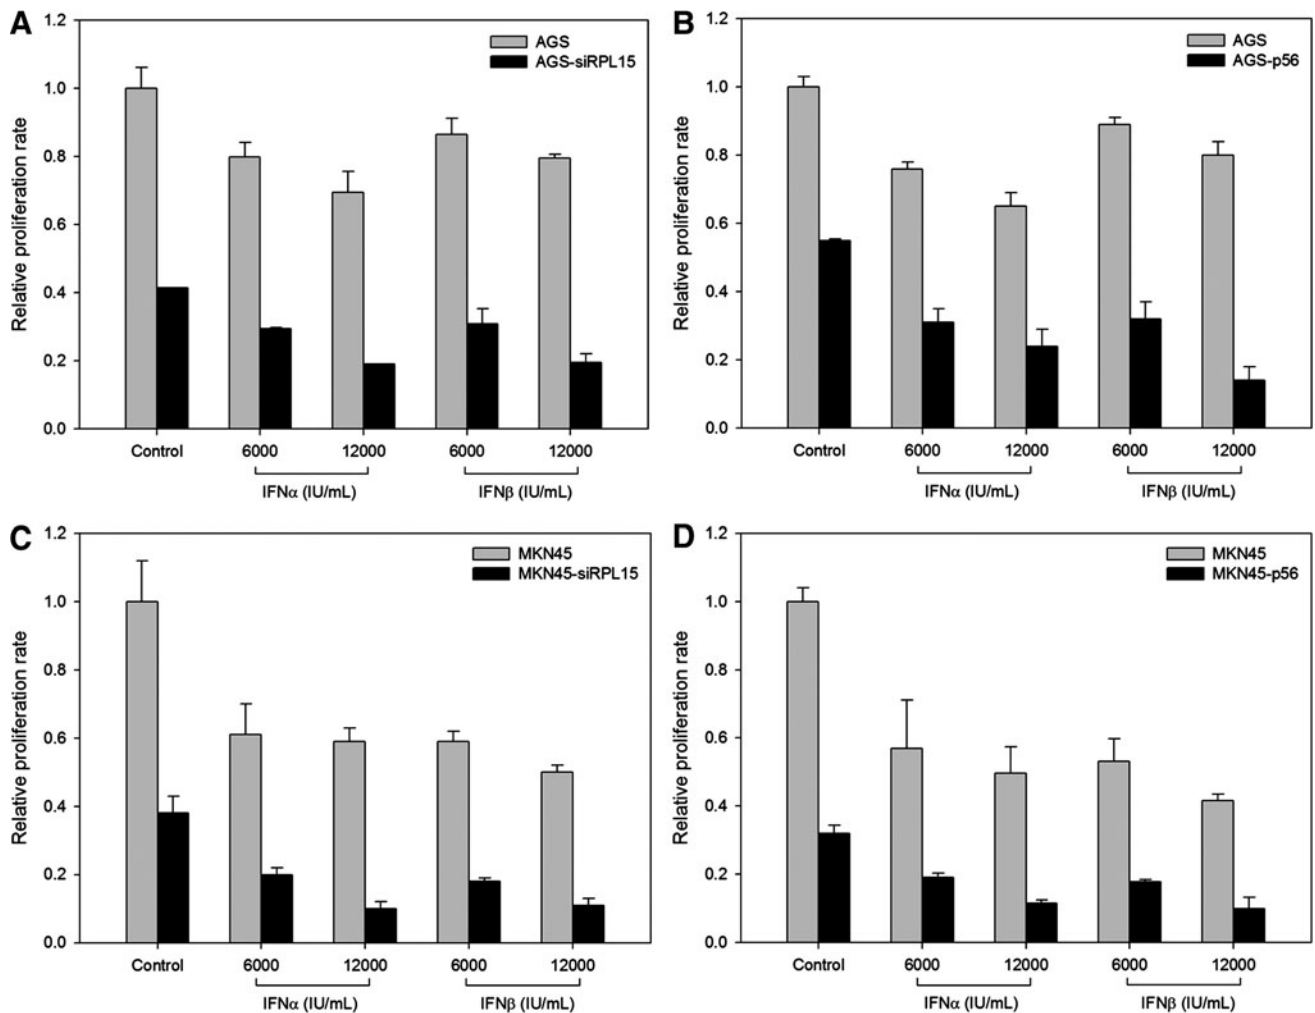 A
1.2
1.0
0.8
0.6
0.4
0.2
0.0
Relative proliferation rate
AGS
AGS-siRPL15
Control 6000 12000 6000 12000
IFNα (IU/mL) IFNβ (IU/mL)
B
1.2
1.0
0.8
0.6
0.4
0.2
0.0
Relative proliferation rate
AGS
AGS-p56
Control 6000 12000 6000 12000
IFNα (IU/mL) IFNβ (IU/mL)
C
1.2
1.0
0.8
0.6
0.4
0.2
0.0
Relative proliferation rate
MKN45
MKN45-siRPL15
Control 6000 12000 6000 12000
IFNα (IU/mL) IFNβ (IU/mL)
D
1.2
1.0
0.8
0.6
0.4
0.2
0.0
Relative proliferation rate
MKN45
MKN45-p56
Control 6000 12000 6000 12000
IFNα (IU/mL) IFNβ (IU/mL)